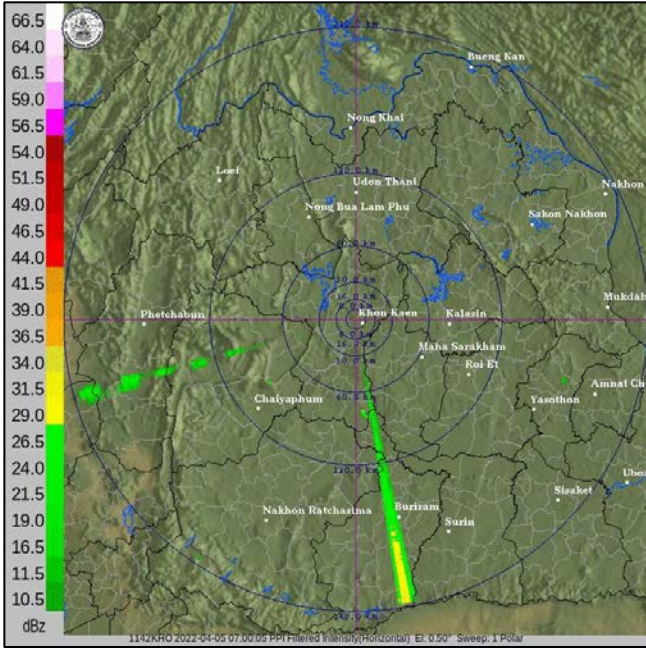 66.5
64.0
61.5
59.0
56.5
54.0
51.5
49.0
46.5
44.0
41.5
39.0
36.5
34.0
31.5
29.0
26.5
24.0
21.5
19.0
16.5
14.0
11.5
10.5
dBz
Bueng Kan
Nong Khai
Loei
Udon Thani
Nakhon
Nong Bua Lam Phu
Sakon Nakhon
Mukdah
Phetchabun
Khon Kaen
Kalasin
Maha Sarakham
Roi Et
Amnat Ch
Chaiyaphum
Yasothon
Ubo
Sisaket
Nakhon Ratchasima
Buriram
Surin
1142KHO 2022-04-05 07:00:05 PPI Filtered Intensity(Horizontal) El: 0.50° Sweep: 1 Polar